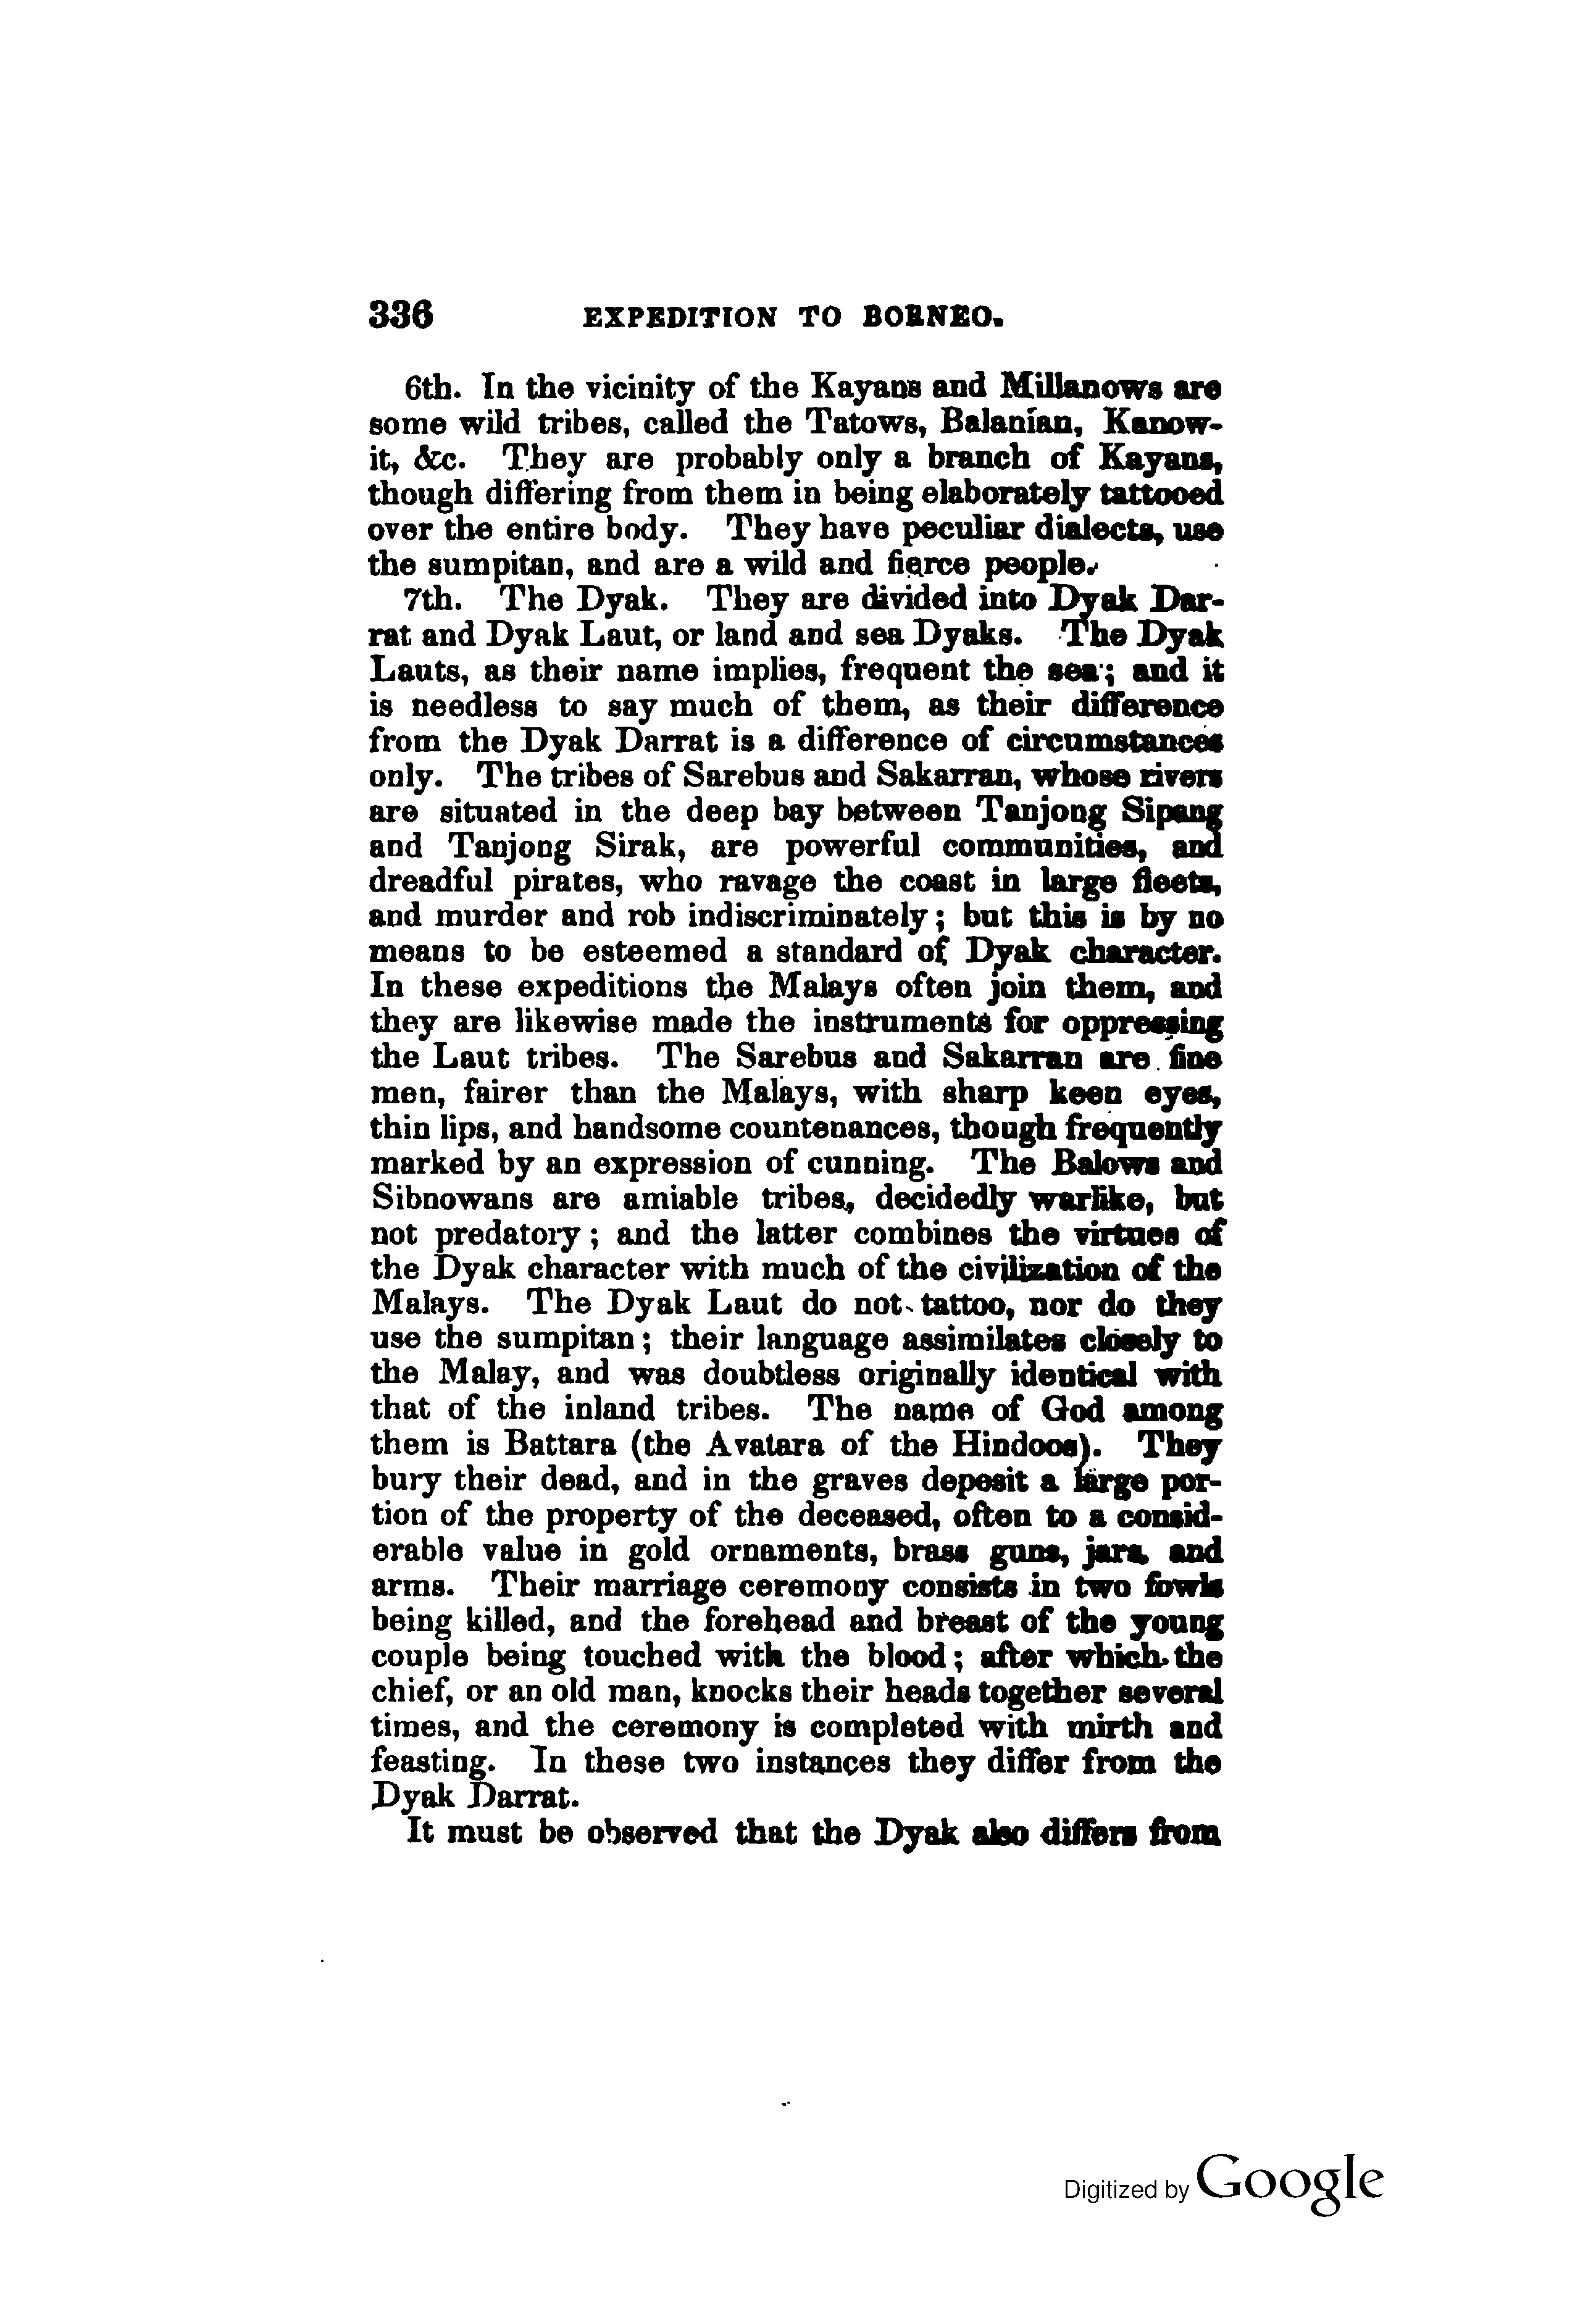 336 EXPEDITION TO BORNEO.
6th. In the vicinity of the Kayans and Millanows are
some wild tribes, called the Tatows, Balanían, Kanow-
it, &c. They are probably only a branch of Kayans,
though differing from them in being elaborately tattooed
over the entire body. They have peculiar dialects, use
the sumpitan, and are a wild and fierce people.
7th. The Dyak. They are divided into Dyak Dar-
rat and Dyak Laut, or land and sea Dyaks. The Dyak
Lauts, as their name implies, frequent the sea; and it
is needless to say much of them, as their difference
from the Dyak Darrat is a difference of circumstances
only. The tribes of Sarebus and Sakarran, whose rivers
are situated in the deep bay between Tanjong Sipang
and Tanjong Sirak, are powerful communities, and
dreadful pirates, who ravage the coast in large fleets,
and murder and rob indiscriminately; but this is by no
means to be esteemed a standard of Dyak character.
In these expeditions the Malays often join them, and
they are likewise made the instruments for oppressing
the Laut tribes. The Sarebus and Sakarran are fine
men, fairer than the Malays, with sharp keen eyes,
thin lips, and handsome countenances, though frequently
marked by an expression of cunning. The Balows and
Sibnowans are amiable tribes, decidedly warlike, but
not predatory; and the latter combines the virtues of
the Dyak character with much of the civilization of the
Malays. The Dyak Laut do not tattoo, nor do they
use the sumpitan; their language assimilates closely to
the Malay, and was doubtless originally identical with
that of the inland tribes. The name of God among
them is Battara (the Avatara of the Hindoos). They
bury their dead, and in the graves deposit a large por-
tion of the property of the deceased, often to a consid-
erable value in gold ornaments, brass guns, jars, and
arms. Their marriage ceremony consists in two fowls
being killed, and the forehead and breast of the young
couple being touched with the blood; after which the
chief, or an old man, knocks their heads together several
times, and the ceremony is completed with mirth and
feasting. In these two instances they differ from the
Dyak Darrat.
It must be observed that the Dyak also differs from
Digitized by Google